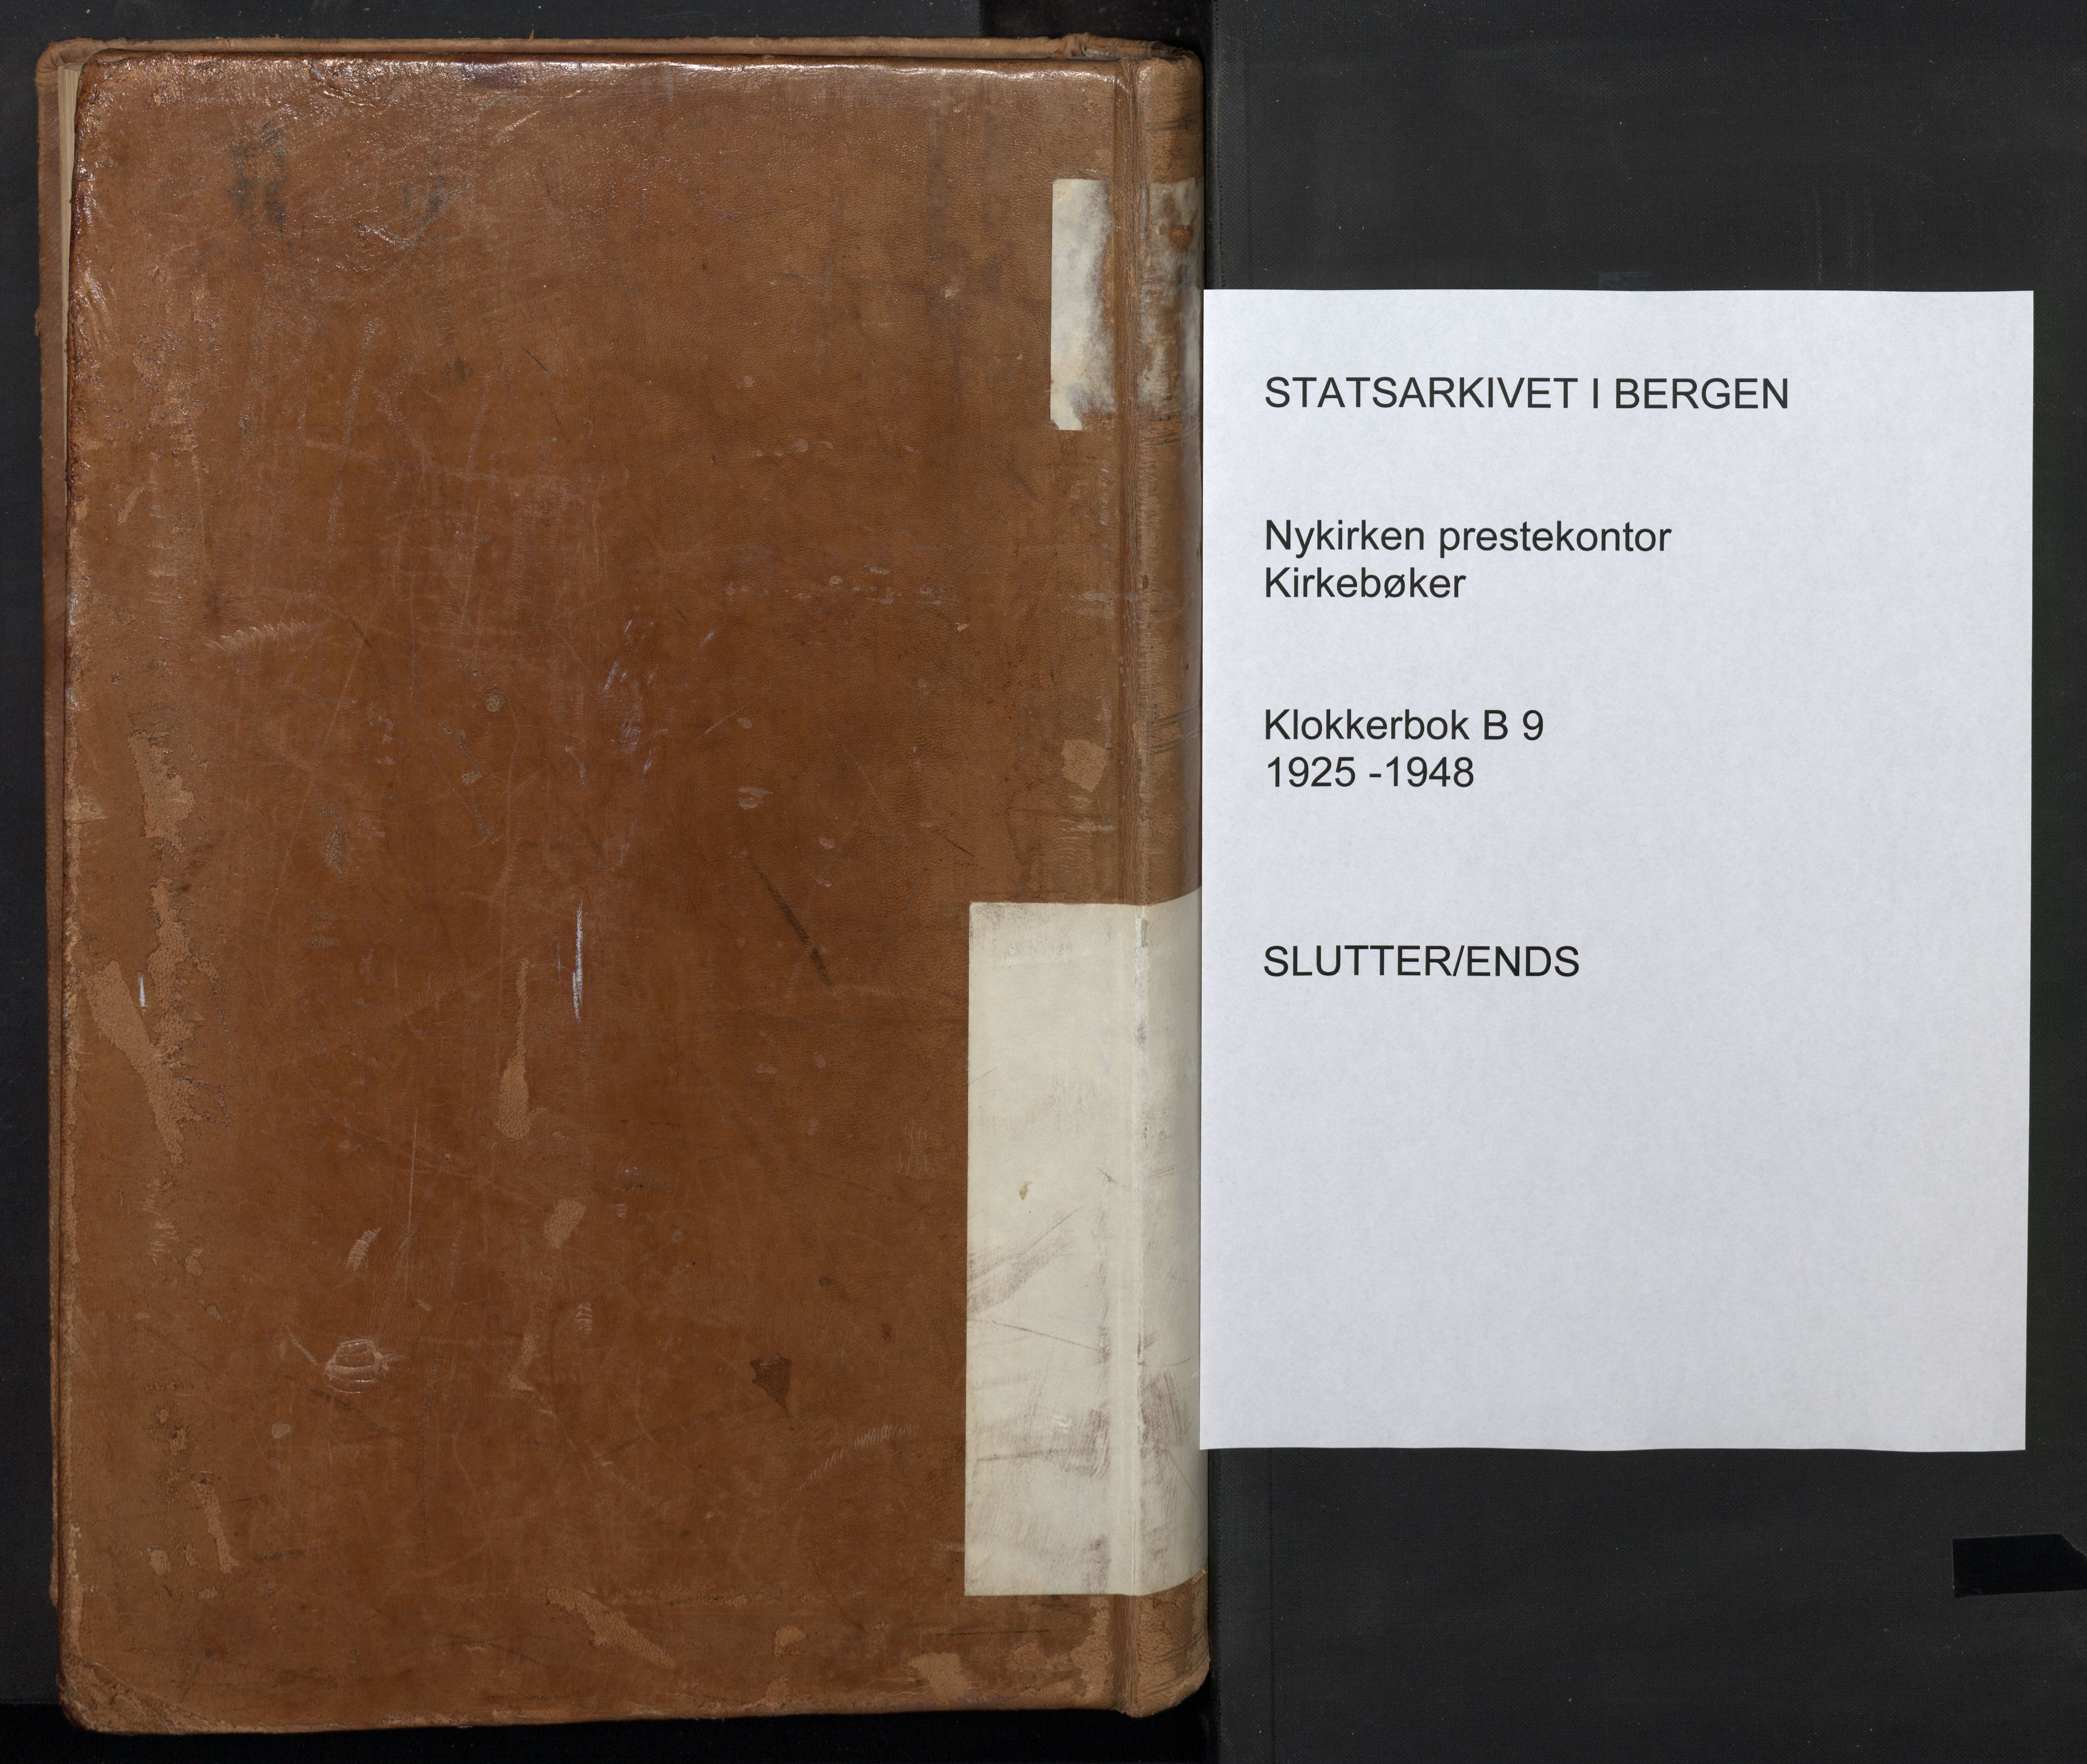 STATSARKIVET I BERGEN
Nykirken prestekontor
Kirkebøker
Klokkerbok B 9
1925 -1948
SLUTTER/ENDS